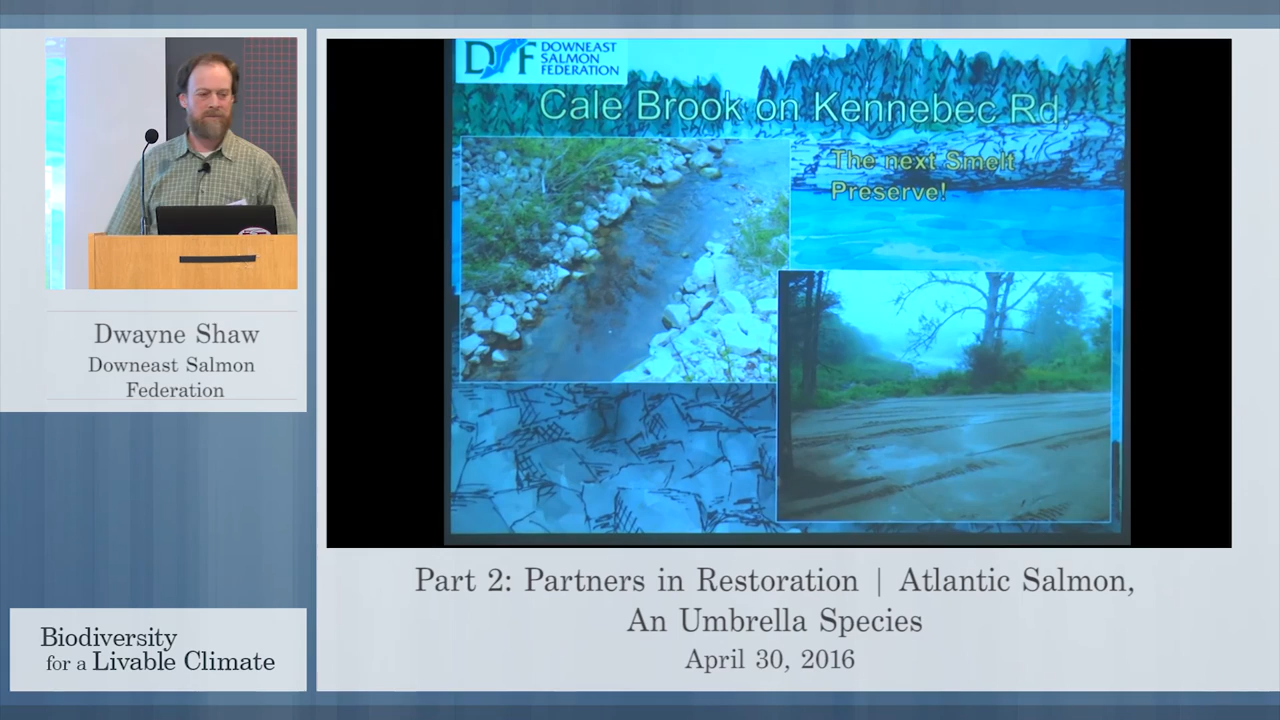 DSF DOWNEAST
SALMON
FEDERATION
Cale Brook on Kennebec Rd.
The next Smelt
Preserve!
Dwayne Shaw
Downeast Salmon
Federation
Part 2: Partners in Restoration | Atlantic Salmon,
An Umbrella Species
April 30, 2016
Biodiversity
for a Livable Climate